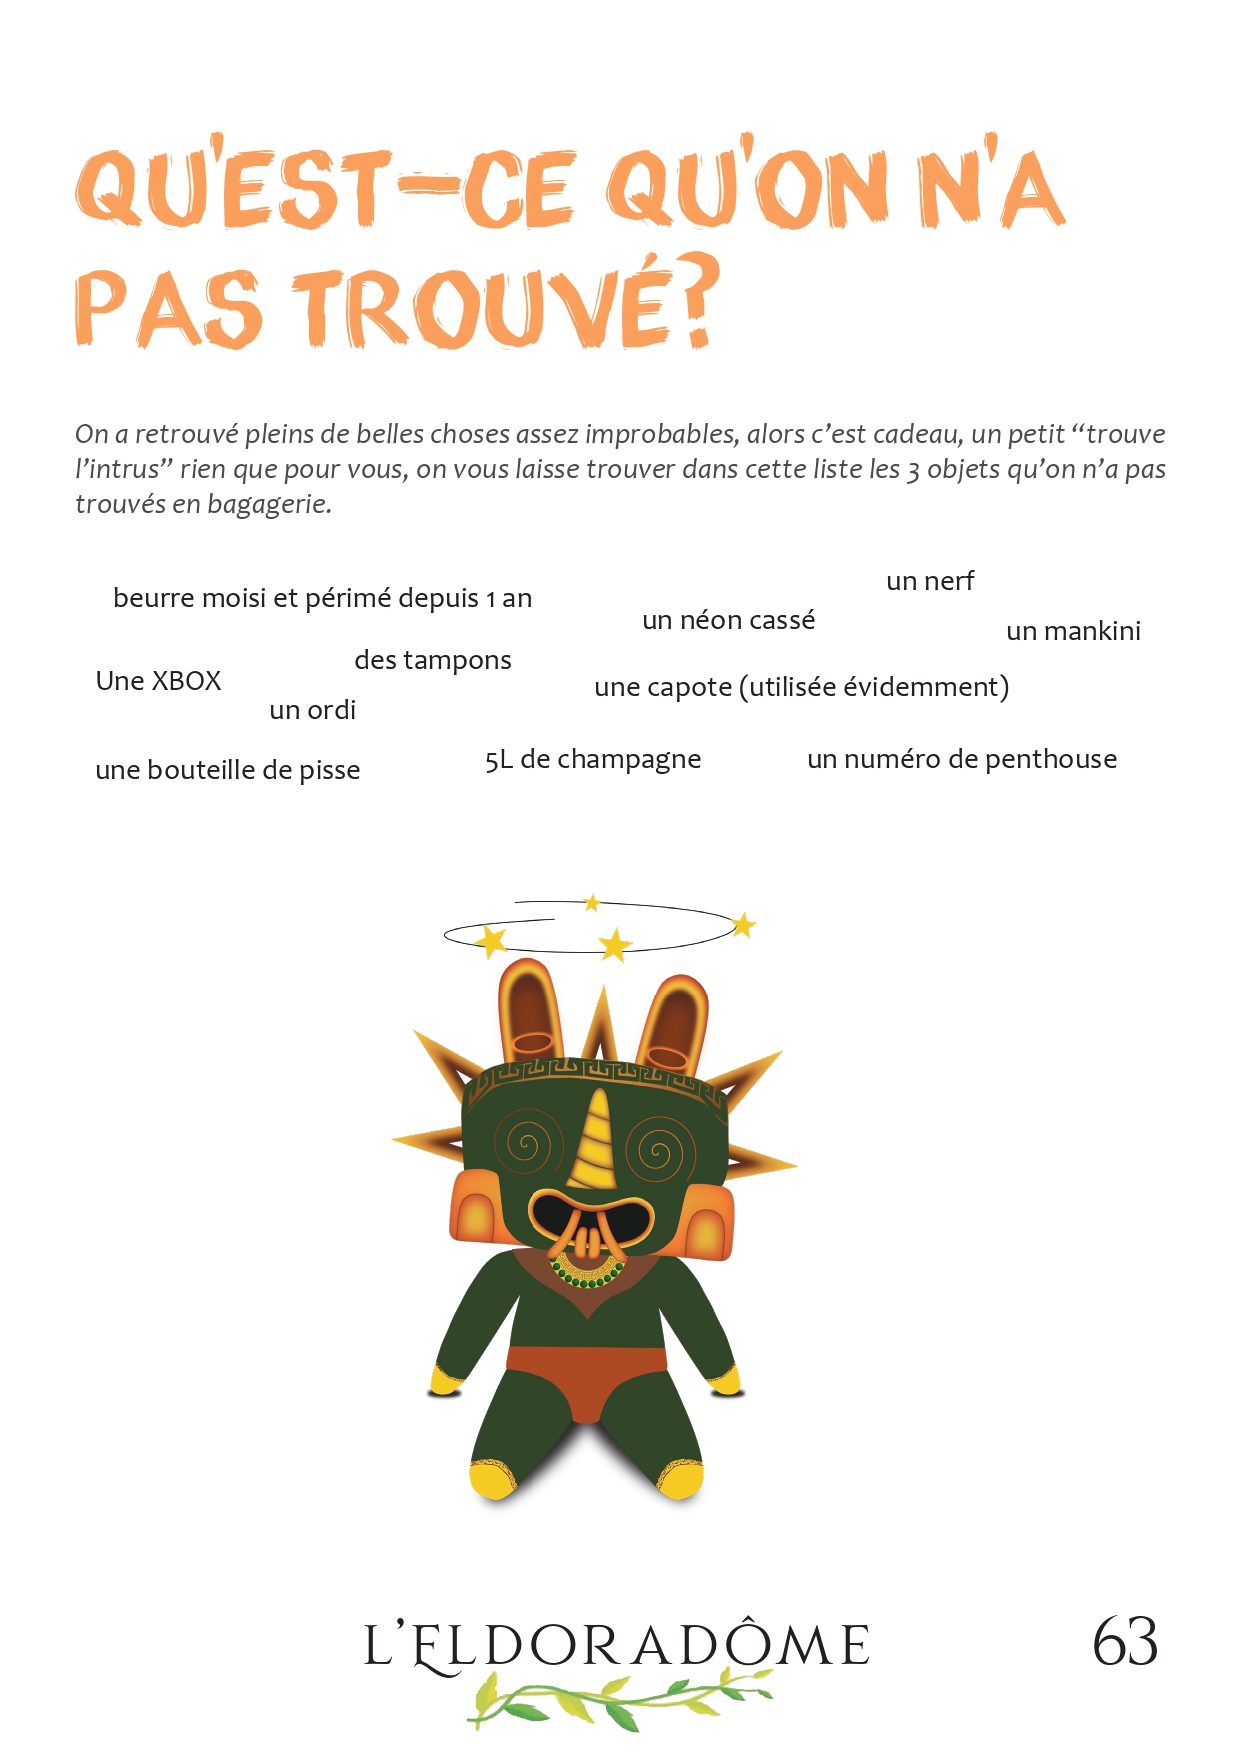 QU'EST-CE QU'ON N'A
PAS TROUVÉ?
On a retrouvé pleins de belles choses assez improbables, alors c’est cadeau, un petit “trouve
l’intrus” rien que pour vous, on vous laisse trouver dans cette liste les 3 objets qu’on n’a pas
trouvés en bagagerie.
un nerf
beurre moisi et périmé depuis 1 an
un néon cassé
un mankini
des tampons
Une XBOX
une capote (utilisée évidemment)
un ordi
5L de champagne
un numéro de penthouse
une bouteille de pisse
L’ELDORADÔME
63